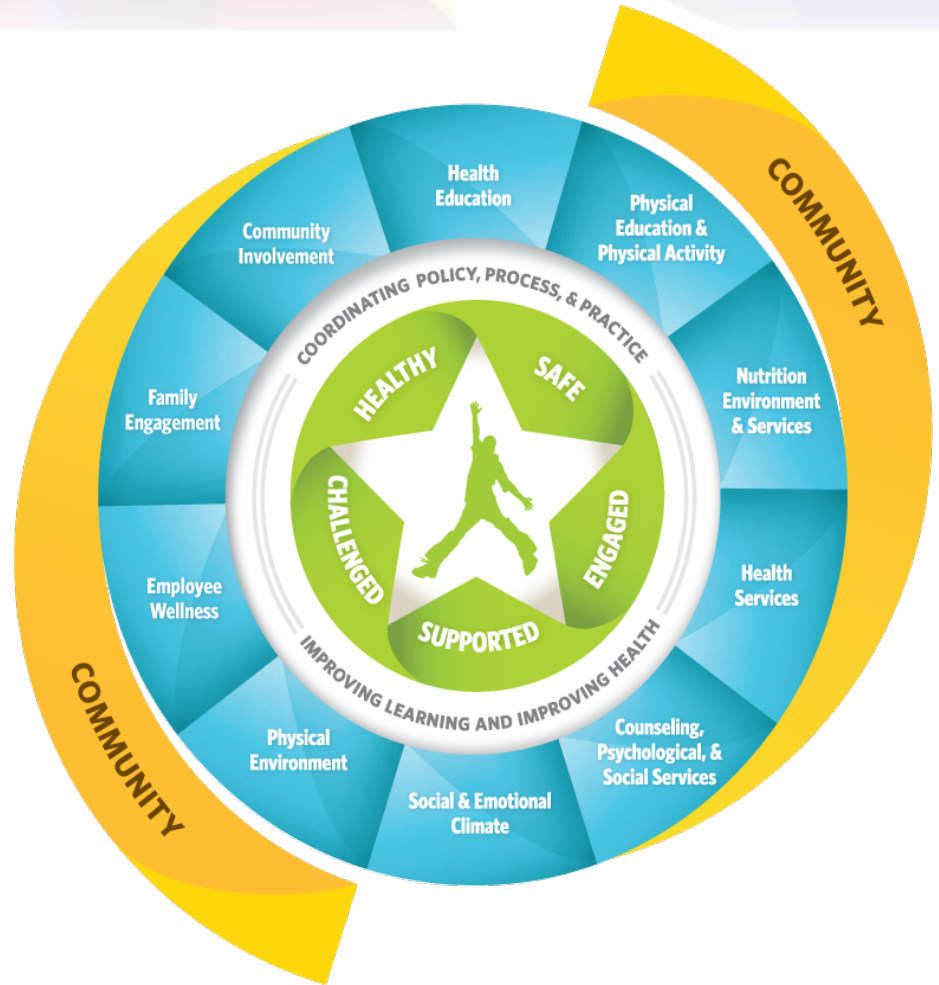 COMMUNITY
Health
Education
Physical
Education &
Physical Activity
Nutrition
Environment
& Services
Health
Services
Counseling,
Psychological, &
Social Services
Social & Emotional
Climate
Physical
Environment
Employee
Wellness
Family
Engagement
Community
Involvement
COORDINATING POLICY, PROCESS, & PRACTICE
IMPROVING LEARNING AND IMPROVING HEALTH
HEALTHY
SAFE
ENGAGED
SUPPORTED
CHALLENGED
COMMUNITY